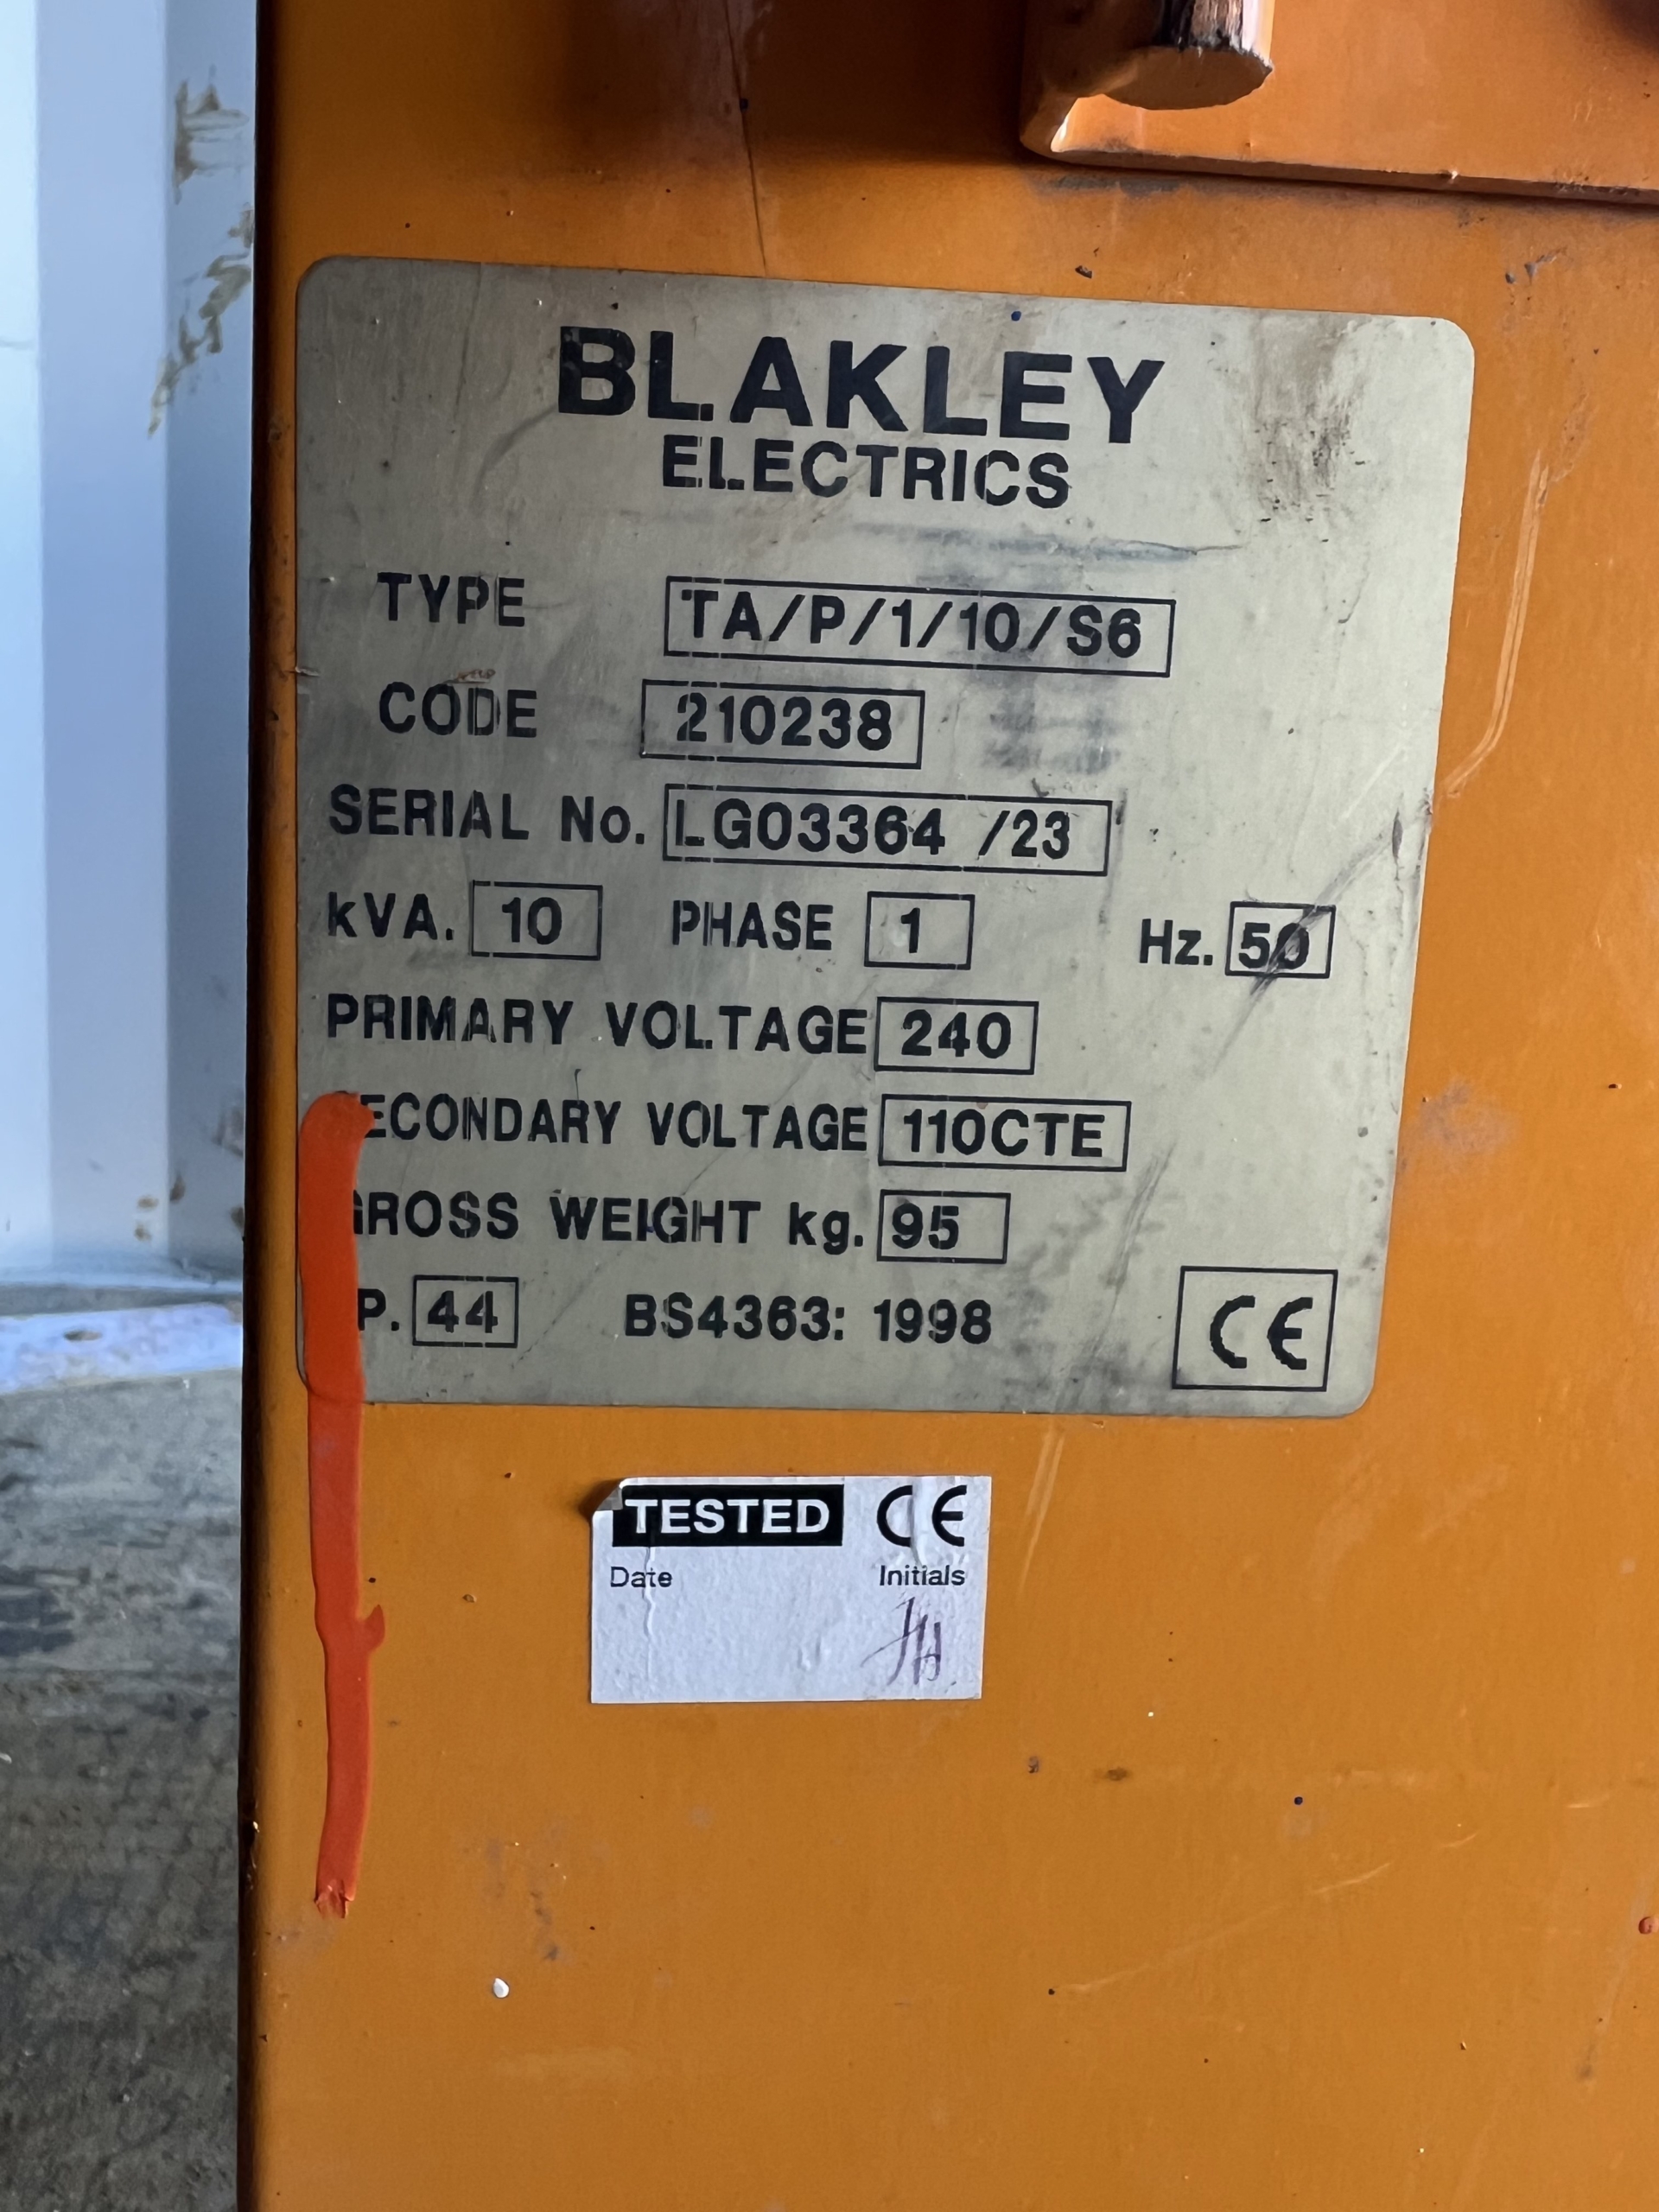 BLAKLEY
ELECTRICS
TYPE TA/P/1/10/S6
CODE 210238
SERIAL No. LG03364 /23
kVA. 10 PHASE 1 Hz. 50
PRIMARY VOLTAGE 240
ECONDARY VOLTAGE 110CTE
ROSS WEIGHT kg. 95
P. 44 BS4363: 1998 CE
TESTED CE
Date Initials